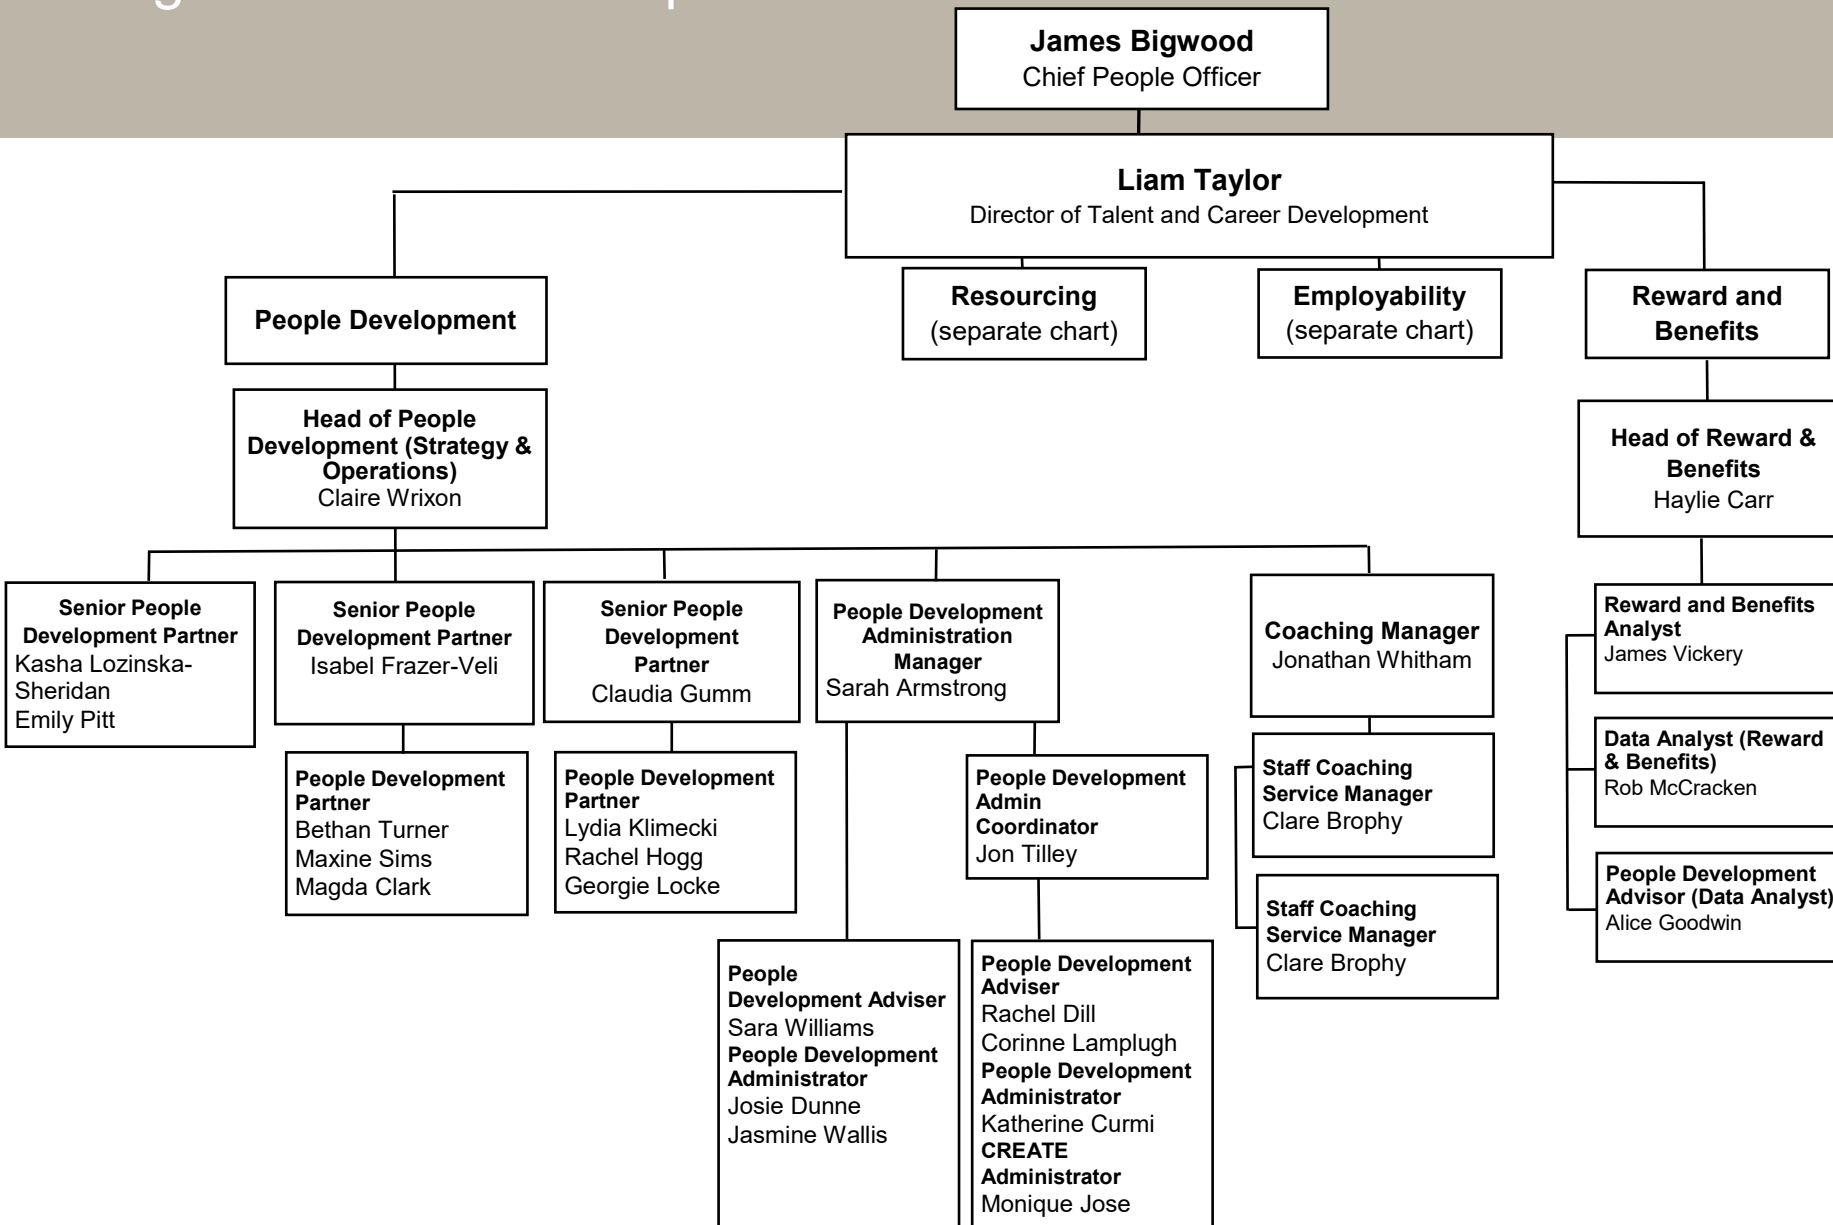 James Bigwood
Chief People Officer
Liam Taylor
Director of Talent and Career Development
People Development
Resourcing
(separate chart)
Employability
(separate chart)
Reward and
Benefits
Head of People
Development (Strategy &
Operations)
Claire Wrixon
Head of Reward &
Benefits
Haylie Carr
Senior People
Development Partner
Kasha Lozinska-
Sheridan
Emily Pitt
Senior People
Development Partner
Isabel Frazer-Veli
Senior People
Development
Partner
Claudia Gumm
People Development
Administration
Manager
Sarah Armstrong
Coaching Manager
Jonathan Whitham
Reward and Benefits
Analyst
James Vickery
Data Analyst (Reward
& Benefits)
Rob McCracken
People Development
Advisor (Data Analyst)
Alice Goodwin
People Development
Partner
Bethan Turner
Maxine Sims
Magda Clark
People Development
Partner
Lydia Klimecki
Rachel Hogg
Georgie Locke
People Development
Admin
Coordinator
Jon Tilley
Staff Coaching
Service Manager
Clare Brophy
Staff Coaching
Service Manager
Clare Brophy
People
Development Adviser
Sara Williams
People Development
Administrator
Josie Dunne
Jasmine Wallis
People Development
Adviser
Rachel Dill
Corinne Lamplugh
People Development
Administrator
Katherine Curmi
CREATE
Administrator
Monique Jose